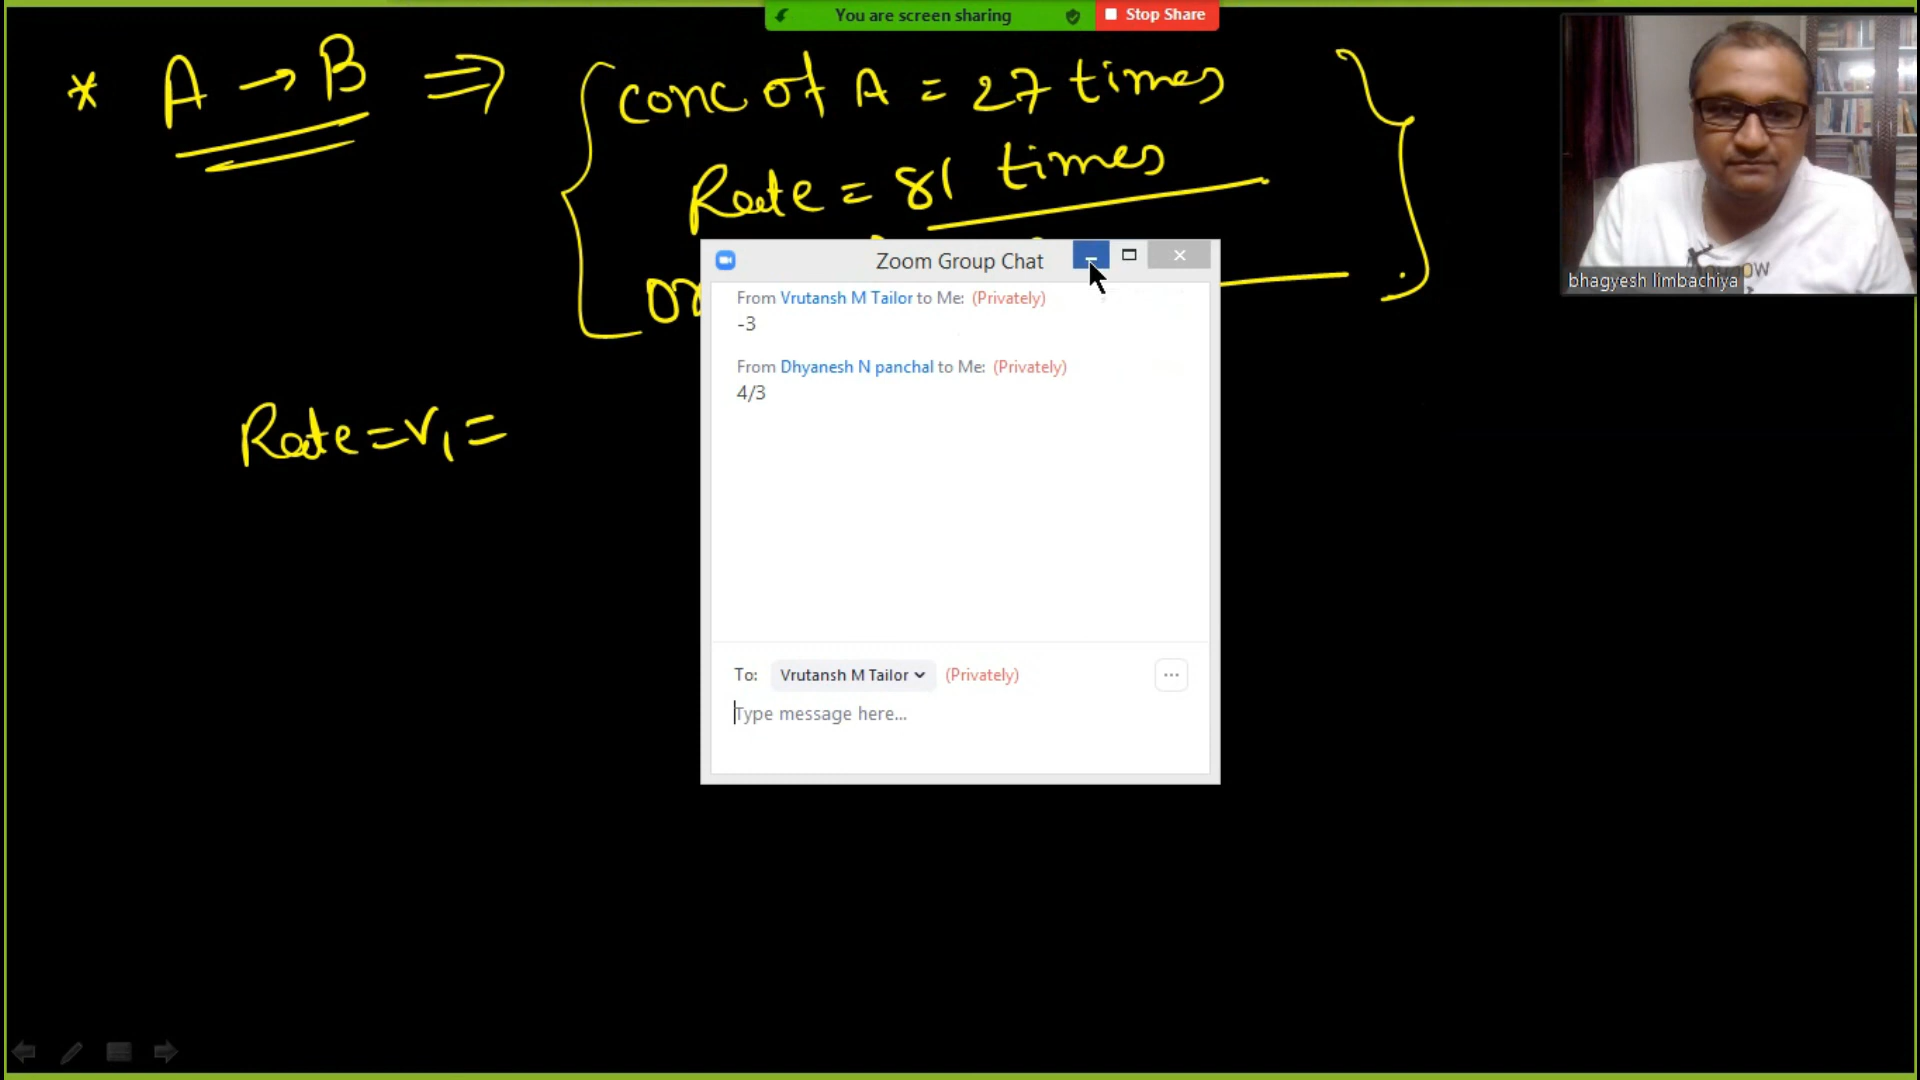 You are screen sharing
Stop Share
* A → B ⇒ { conc of A = 27 times
Rate = 81 times
or
bhagyesh limbachiya
Zoom Group Chat
From Vrutansh M Tailor to Me: (Privately)
-3
From Dhyanesh N panchal to Me: (Privately)
4/3
Rate = r₁ =
To: Vrutansh M Tailor (Privately)
Type message here...